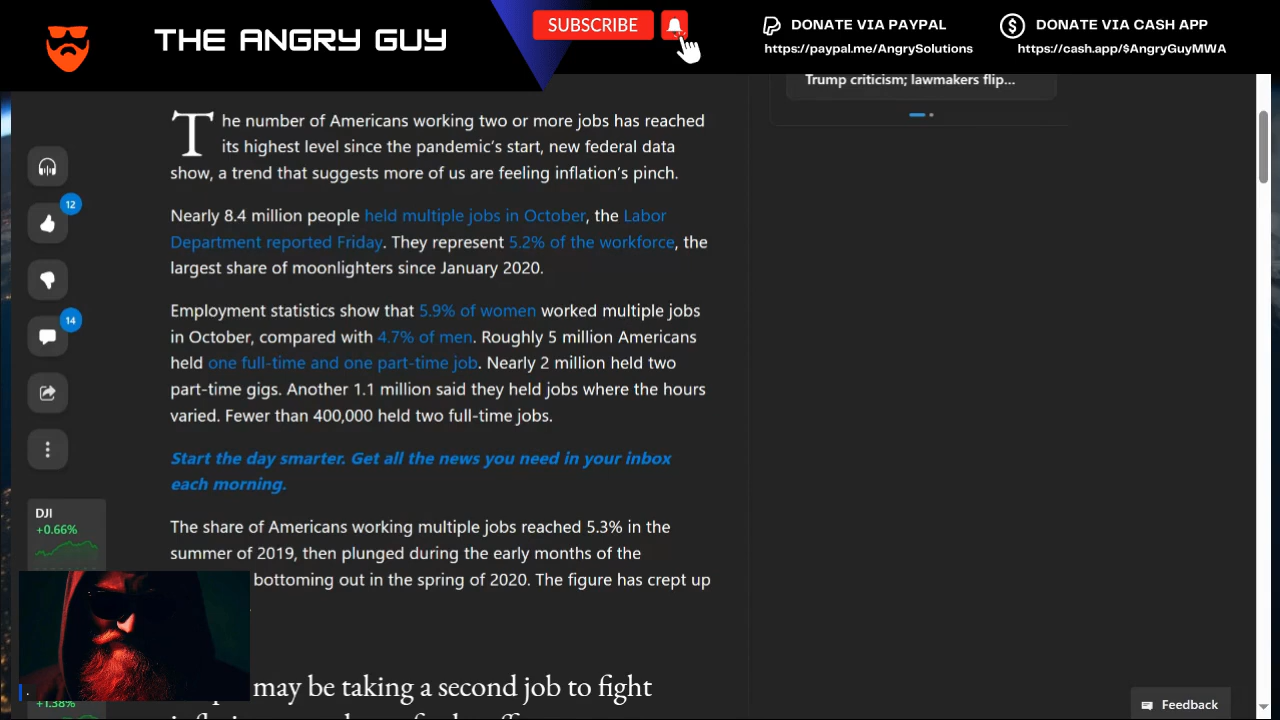 THE ANGRY GUY
SUBSCRIBE
DONATE VIA PAYPAL
https://paypal.me/AngrySolutions
DONATE VIA CASH APP
https://cash.app/$AngryGuyMWA
Trump criticism; lawmakers flip...
The number of Americans working two or more jobs has reached
its highest level since the pandemic's start, new federal data
show, a trend that suggests more of us are feeling inflation's pinch.
12
Nearly 8.4 million people held multiple jobs in October, the Labor
Department reported Friday. They represent 5.2% of the workforce, the
largest share of moonlighters since January 2020.
14
Employment statistics show that 5.9% of women worked multiple jobs
in October, compared with 4.7% of men. Roughly 5 million Americans
held one full-time and one part-time job. Nearly 2 million held two
part-time gigs. Another 1.1 million said they held jobs where the hours
varied. Fewer than 400,000 held two full-time jobs.
Start the day smarter. Get all the news you need in your inbox
each morning.
DJI
+0.66%
The share of Americans working multiple jobs reached 5.3% in the
summer of 2019, then plunged during the early months of the
bottoming out in the spring of 2020. The figure has crept up
may be taking a second job to fight
+1.38%
Feedback